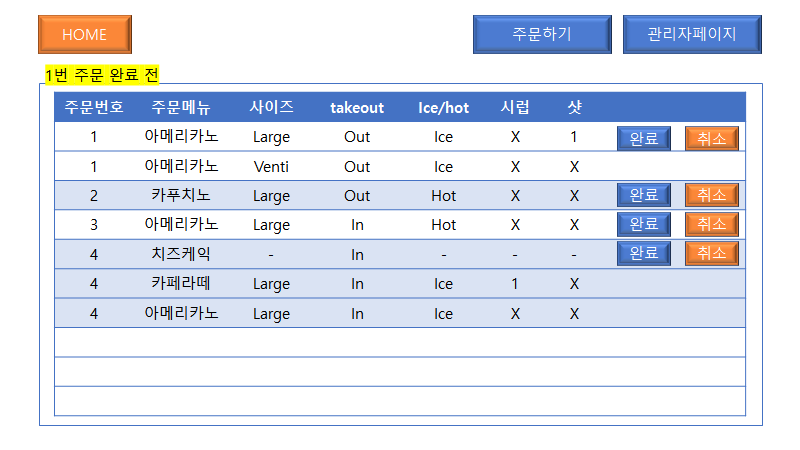 HOME 주문하기 관리자페이지
1번 주문 완료 전
주문번호 주문메뉴 사이즈 takeout Ice/hot 시럽 샷
1 아메리카노 Large Out Ice X 1 완료 취소
1 아메리카노 Venti Out Ice X X
2 카푸치노 Large Out Hot X X 완료 취소
3 아메리카노 Large In Hot X X 완료 취소
4 치즈케익 - In - - - 완료 취소
4 카페라떼 Large In Ice 1 X
4 아메리카노 Large In Ice X X